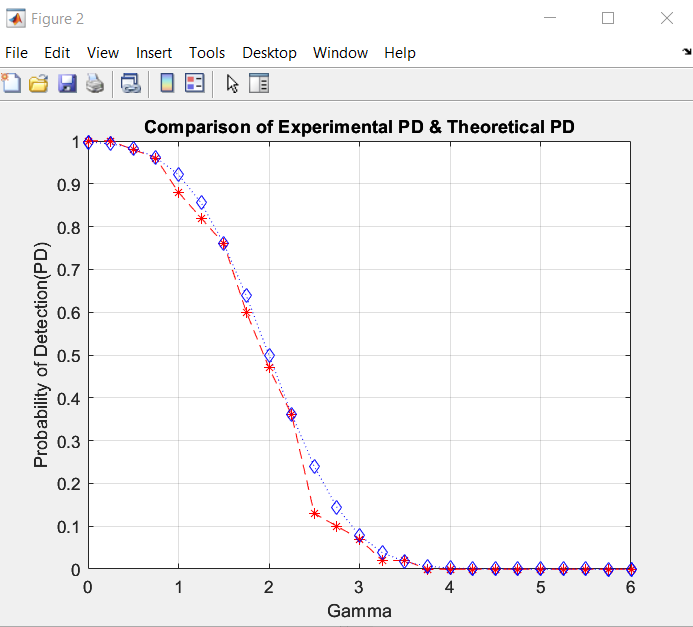 Figure 2
File Edit View Insert Tools Desktop Window Help
Comparison of Experimental PD & Theoretical PD
Probability of Detection(PD)
1
0.9
0.8
0.7
0.6
0.5
0.4
0.3
0.2
0.1
0
0 1 2 3 4 5 6
Gamma